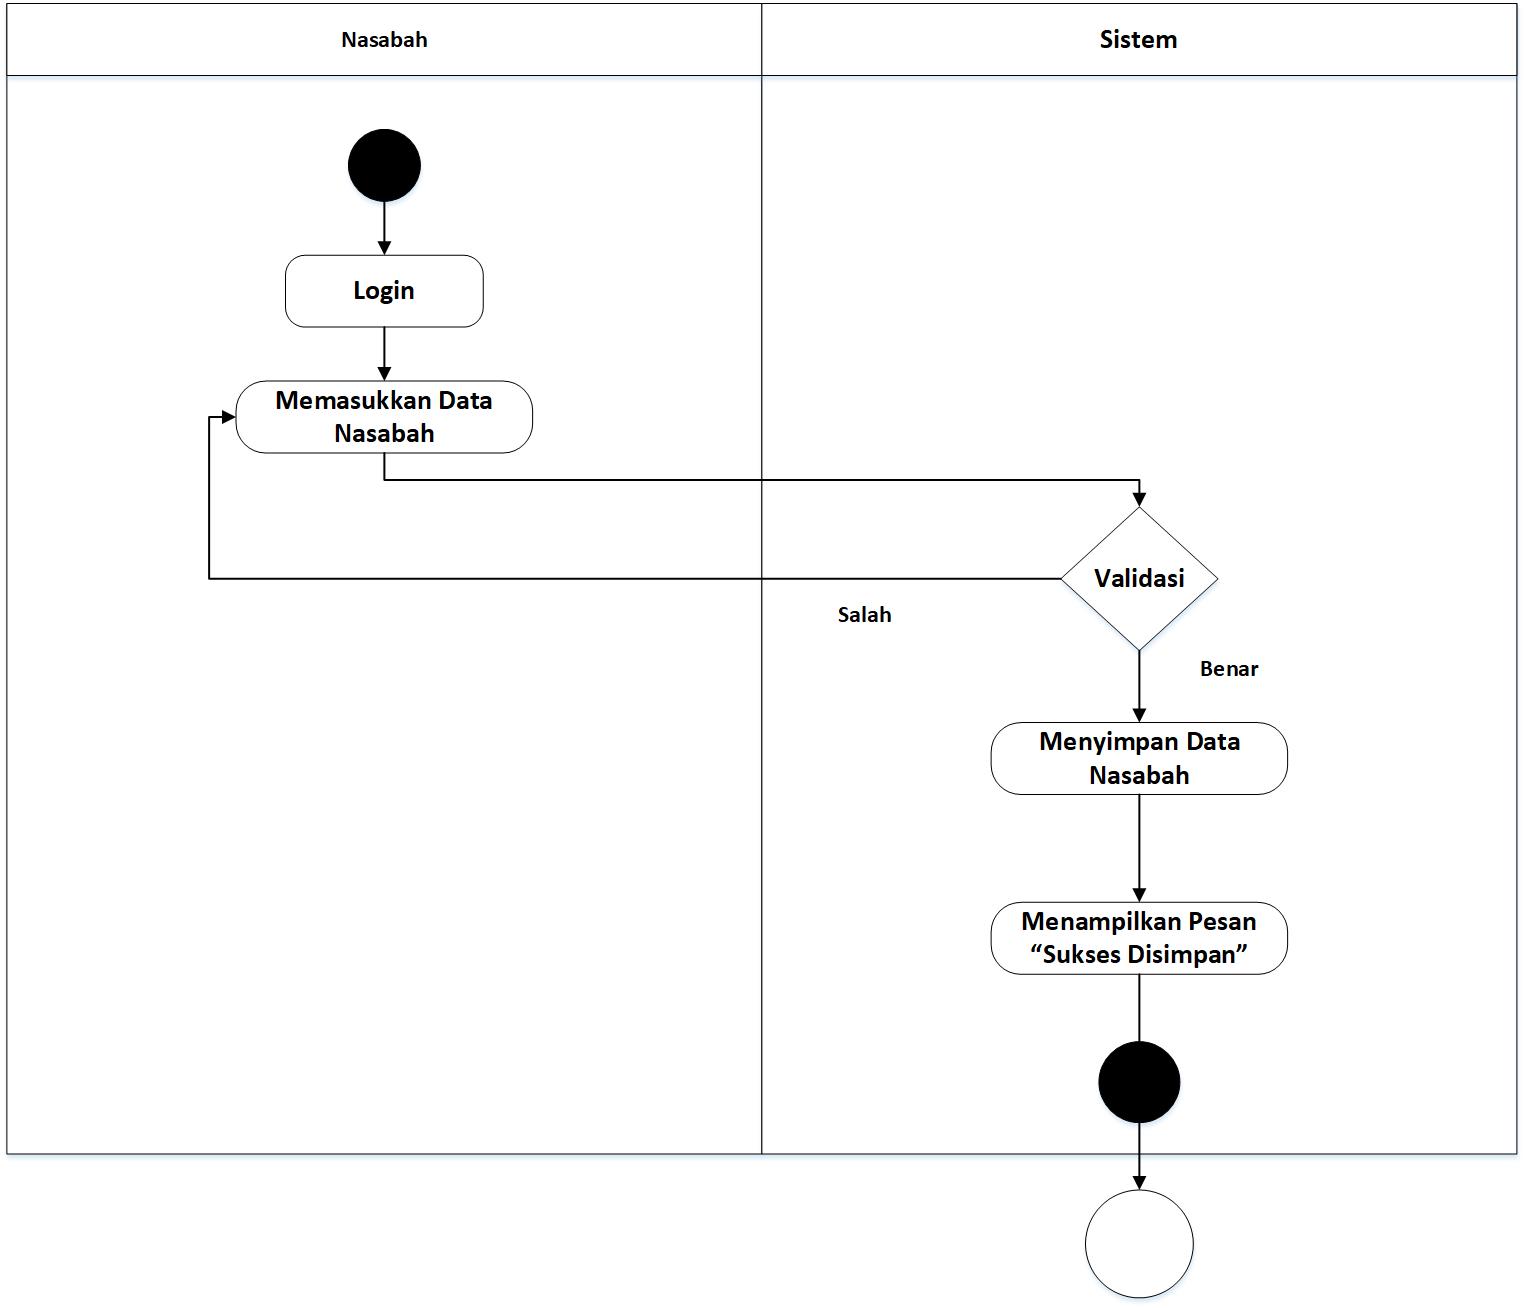 Nasabah
Sistem
Login
Memasukkan Data
Nasabah
Validasi
Salah
Benar
Menyimpan Data
Nasabah
Menampilkan Pesan
“Sukses Disimpan”